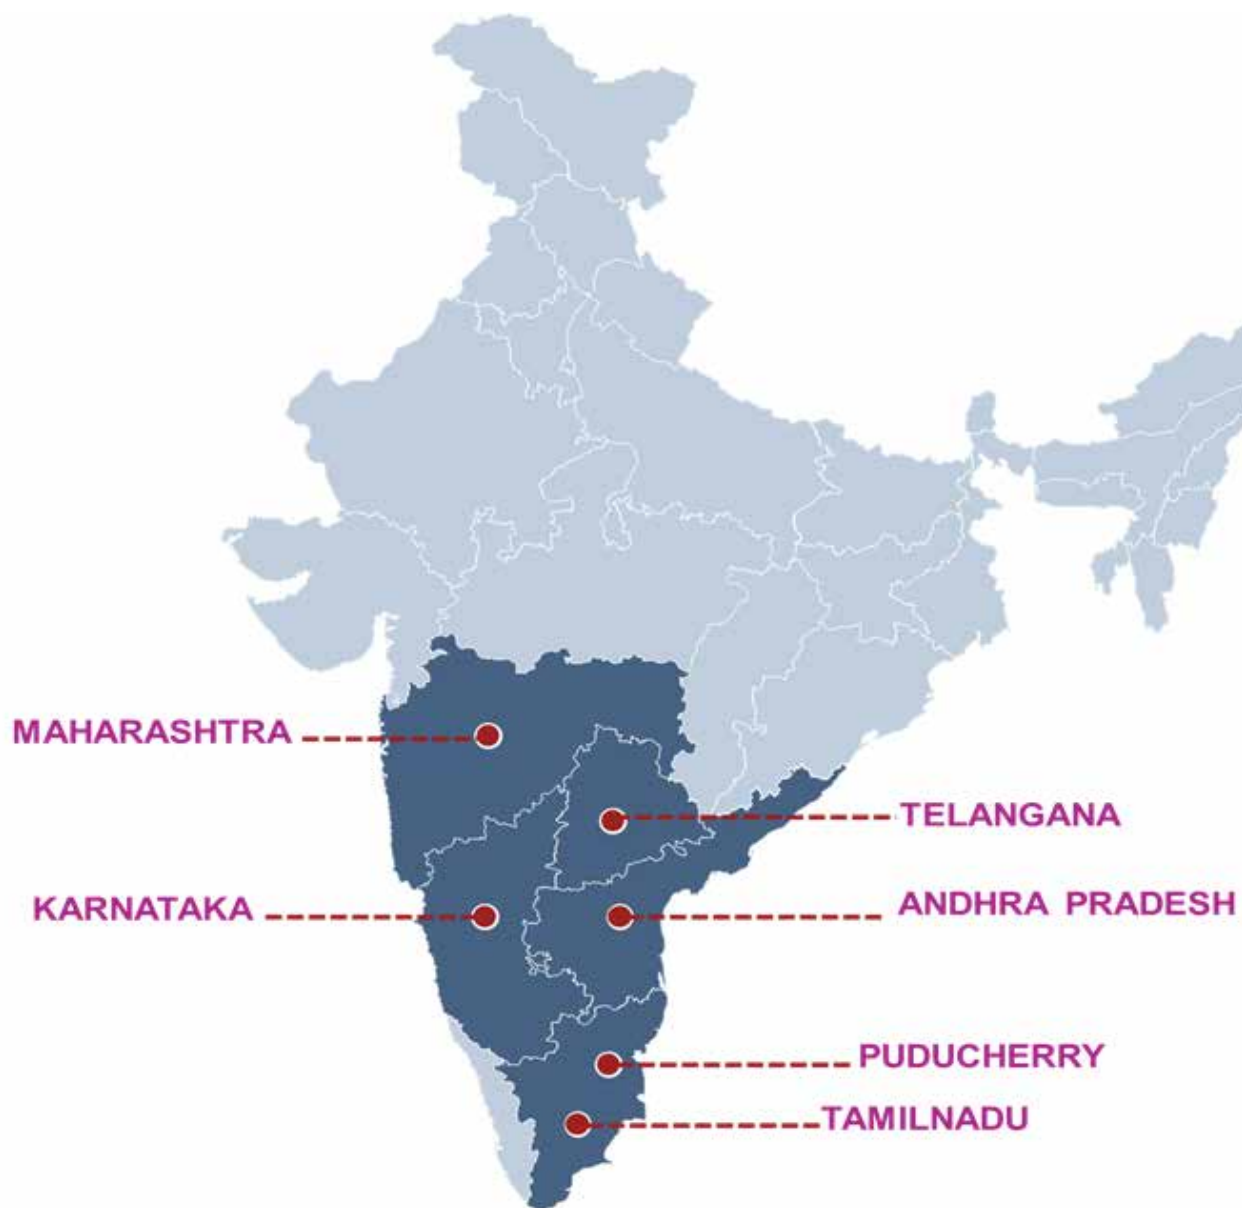 MAHARASHTRA
TELANGANA
KARNATAKA
ANDHRA PRADESH
PUDUCHERRY
TAMILNADU